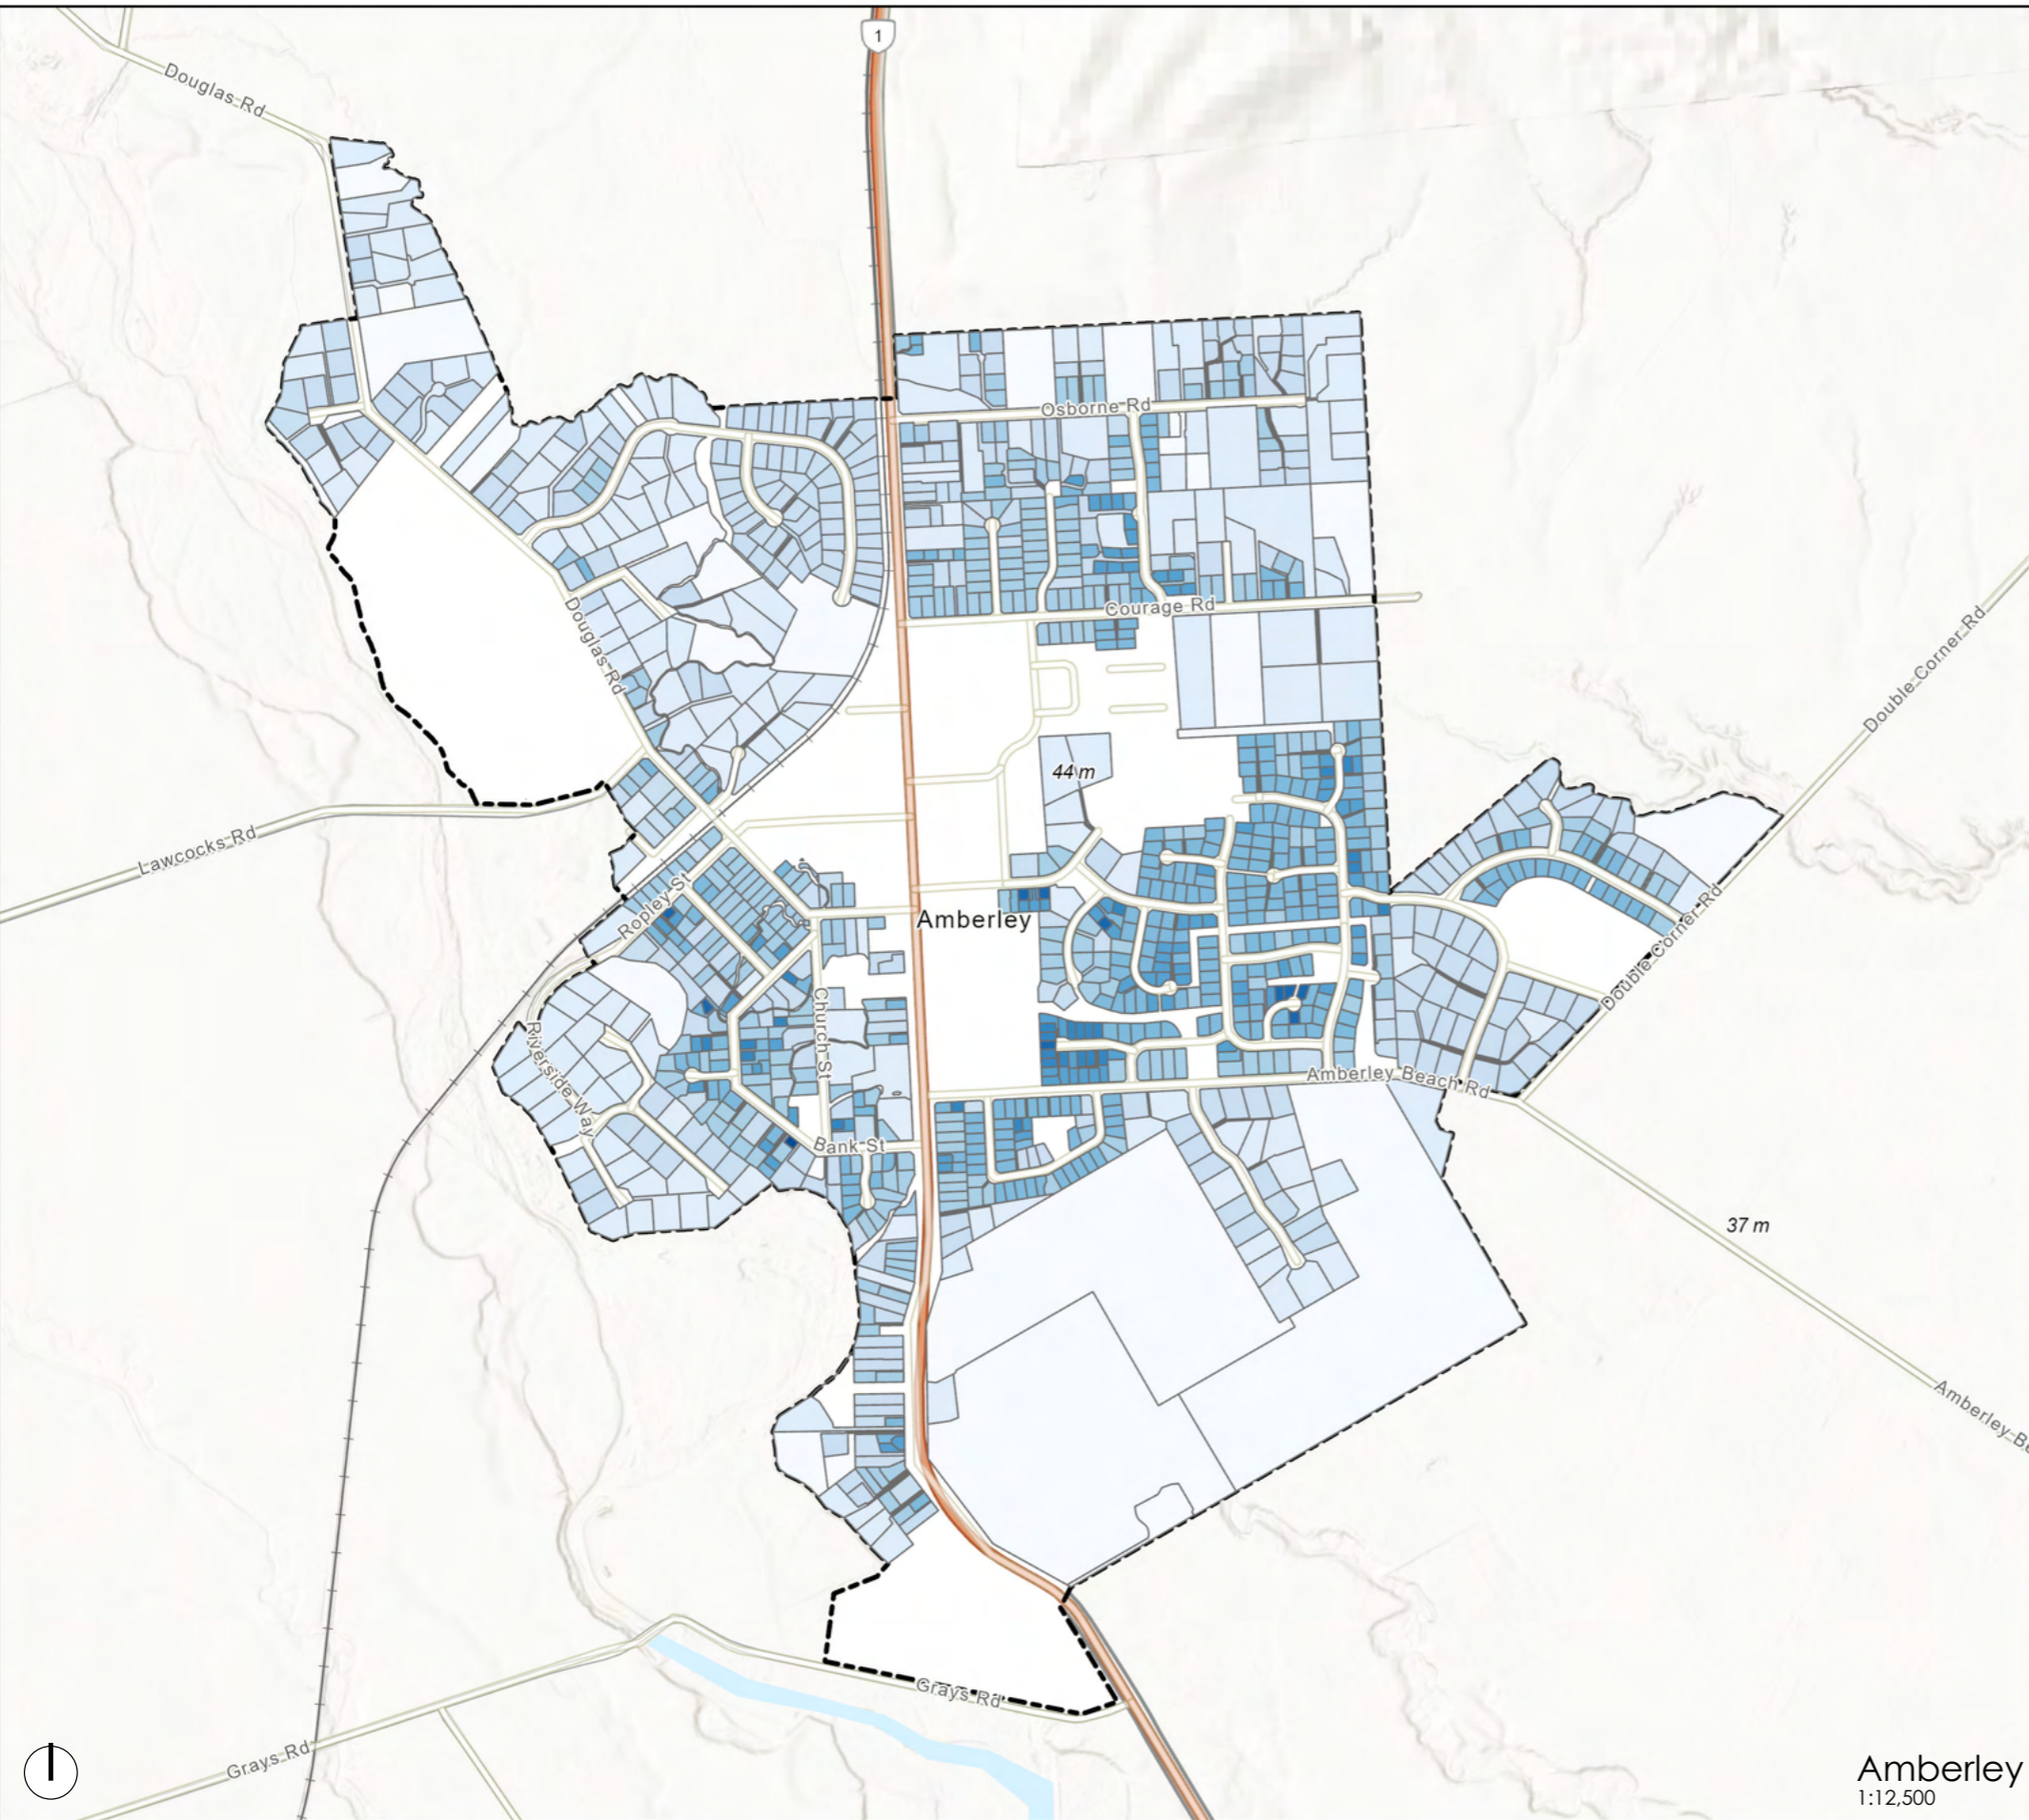 1
Douglas Rd
Osborne Rd
Courage Rd
Douglas Rd
Double Corner Rd
44 m
Lawcocks Rd
Ropley St
Amberley
Double Corner Rd
Church St
Riverside Way
Amberley Beach Rd
Bank St
37 m
Amberley Be
Grays Rd
Grays Rd
Amberley
1:12,500